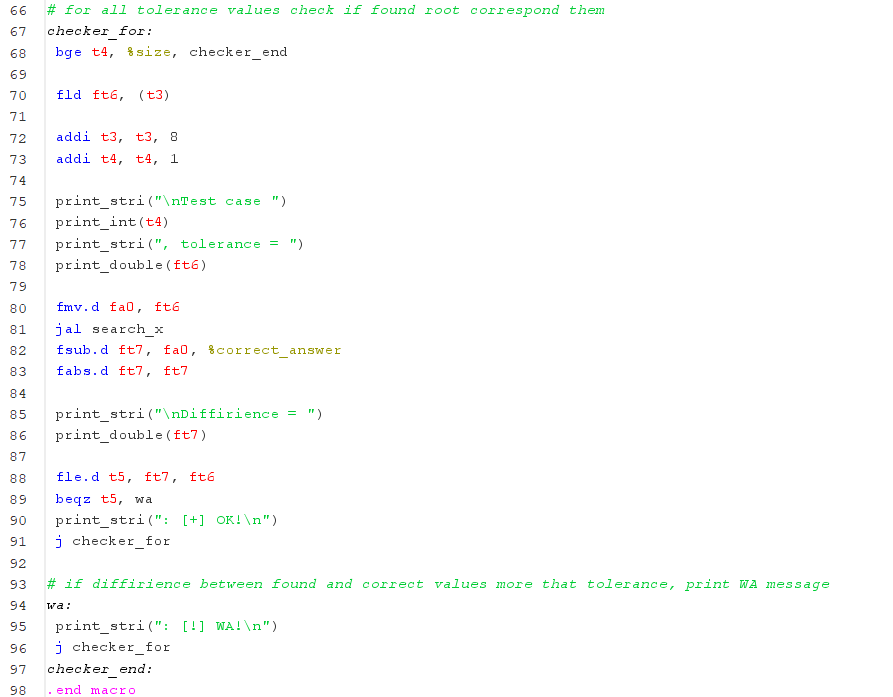 66 # for all tolerance values check if found root correspond them
67 checker_for:
68 bge t4, %size, checker_end
69
70 fld ft6, (t3)
71
72 addi t3, t3, 8
73 addi t4, t4, 1
74
75 print_stri("\nTest case ")
76 print_int(t4)
77 print_stri(", tolerance = ")
78 print_double(ft6)
79
80 fmv.d fa0, ft6
81 jal search_x
82 fsub.d ft7, fa0, %correct_answer
83 fabs.d ft7, ft7
84
85 print_stri("\nDiffirience = ")
86 print_double(ft7)
87
88 fle.d t5, ft7, ft6
89 beqz t5, wa
90 print_stri(": [+] OK!\n")
91 j checker_for
92
93 # if diffirience between found and correct values more that tolerance, print WA message
94 wa:
95 print_stri(": [!] WA!\n")
96 j checker_for
97 checker_end:
98 .end_macro